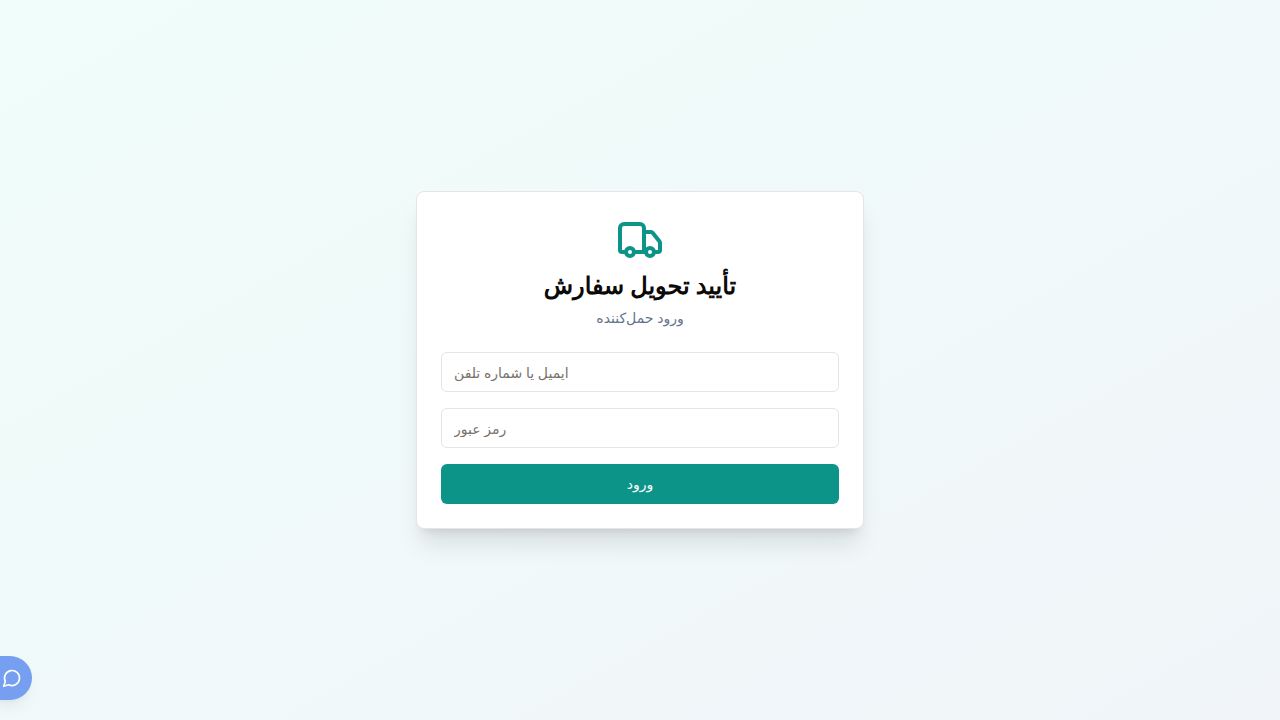 تأیید تحویل سفارش
ورود حمل‌کننده
ایمیل یا شماره تلفن
رمز عبور
ورود